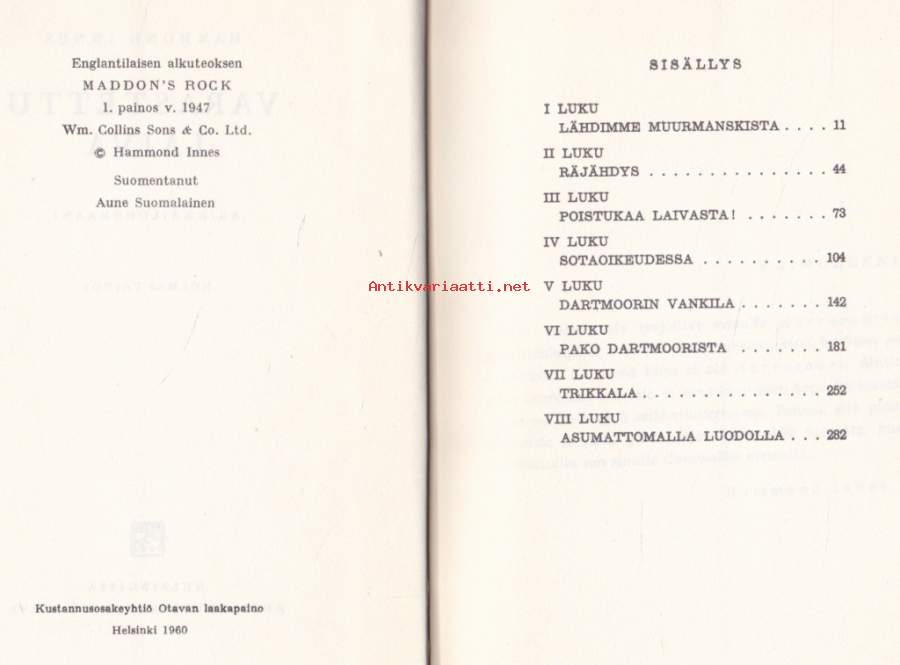 Englantilaisen alkuteoksen
MADDON'S ROCK
1. painos v. 1947
Wm. Collins Sons & Co. Ltd.
© Hammond Innes
Suomentanut
Aune Suomalainen
Kustannusosakeyhtiö Otavan laakapaino
Helsinki 1960
SISÄLLYS
I LUKU
LÄHDIMME MUURMANSKISTA .... 11
II LUKU
RÄJÄHDYS .............. 44
III LUKU
POISTUKAA LAIVASTA! ....... 73
IV LUKU
SOTAOIKEUDESSA .......... 104
V LUKU
DARTMOORIN VANKILA ....... 142
VI LUKU
PAKO DARTMOORISTA ........ 181
VII LUKU
TRIKKALA ............... 252
VIII LUKU
ASUMATTOMALLA LUODOLLA ... 282
Antikvariaatti.net